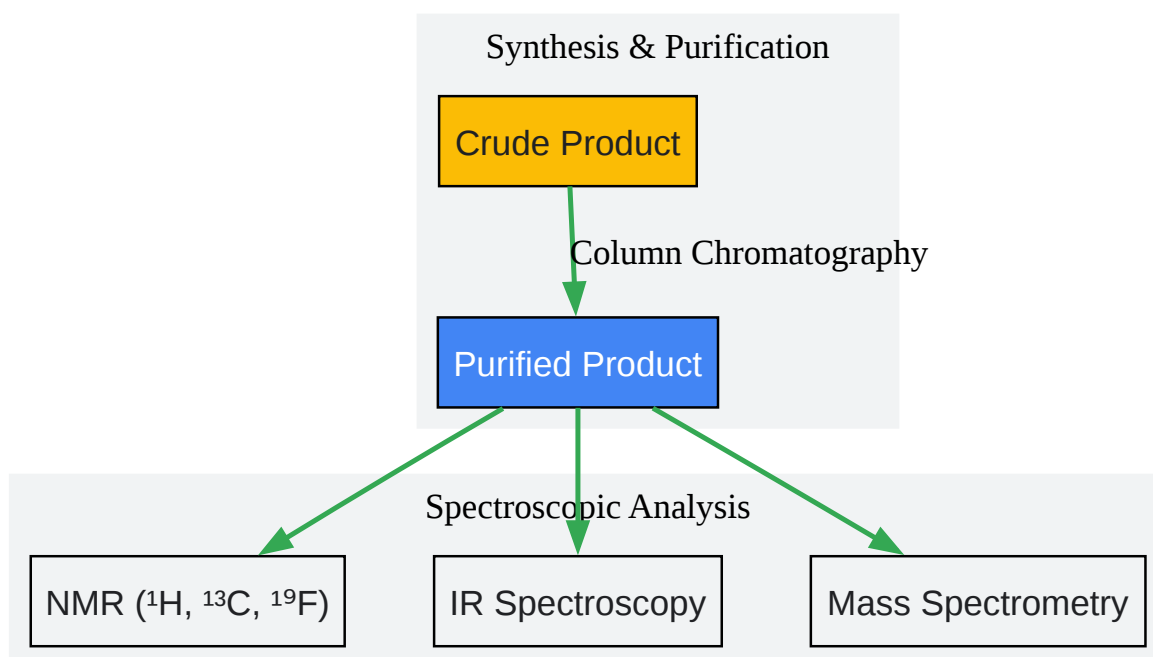 Synthesis & Purification
Crude Product
Column Chromatography
Purified Product
Spectroscopic Analysis
NMR (¹H, ¹³C, ¹⁹F)
IR Spectroscopy
Mass Spectrometry